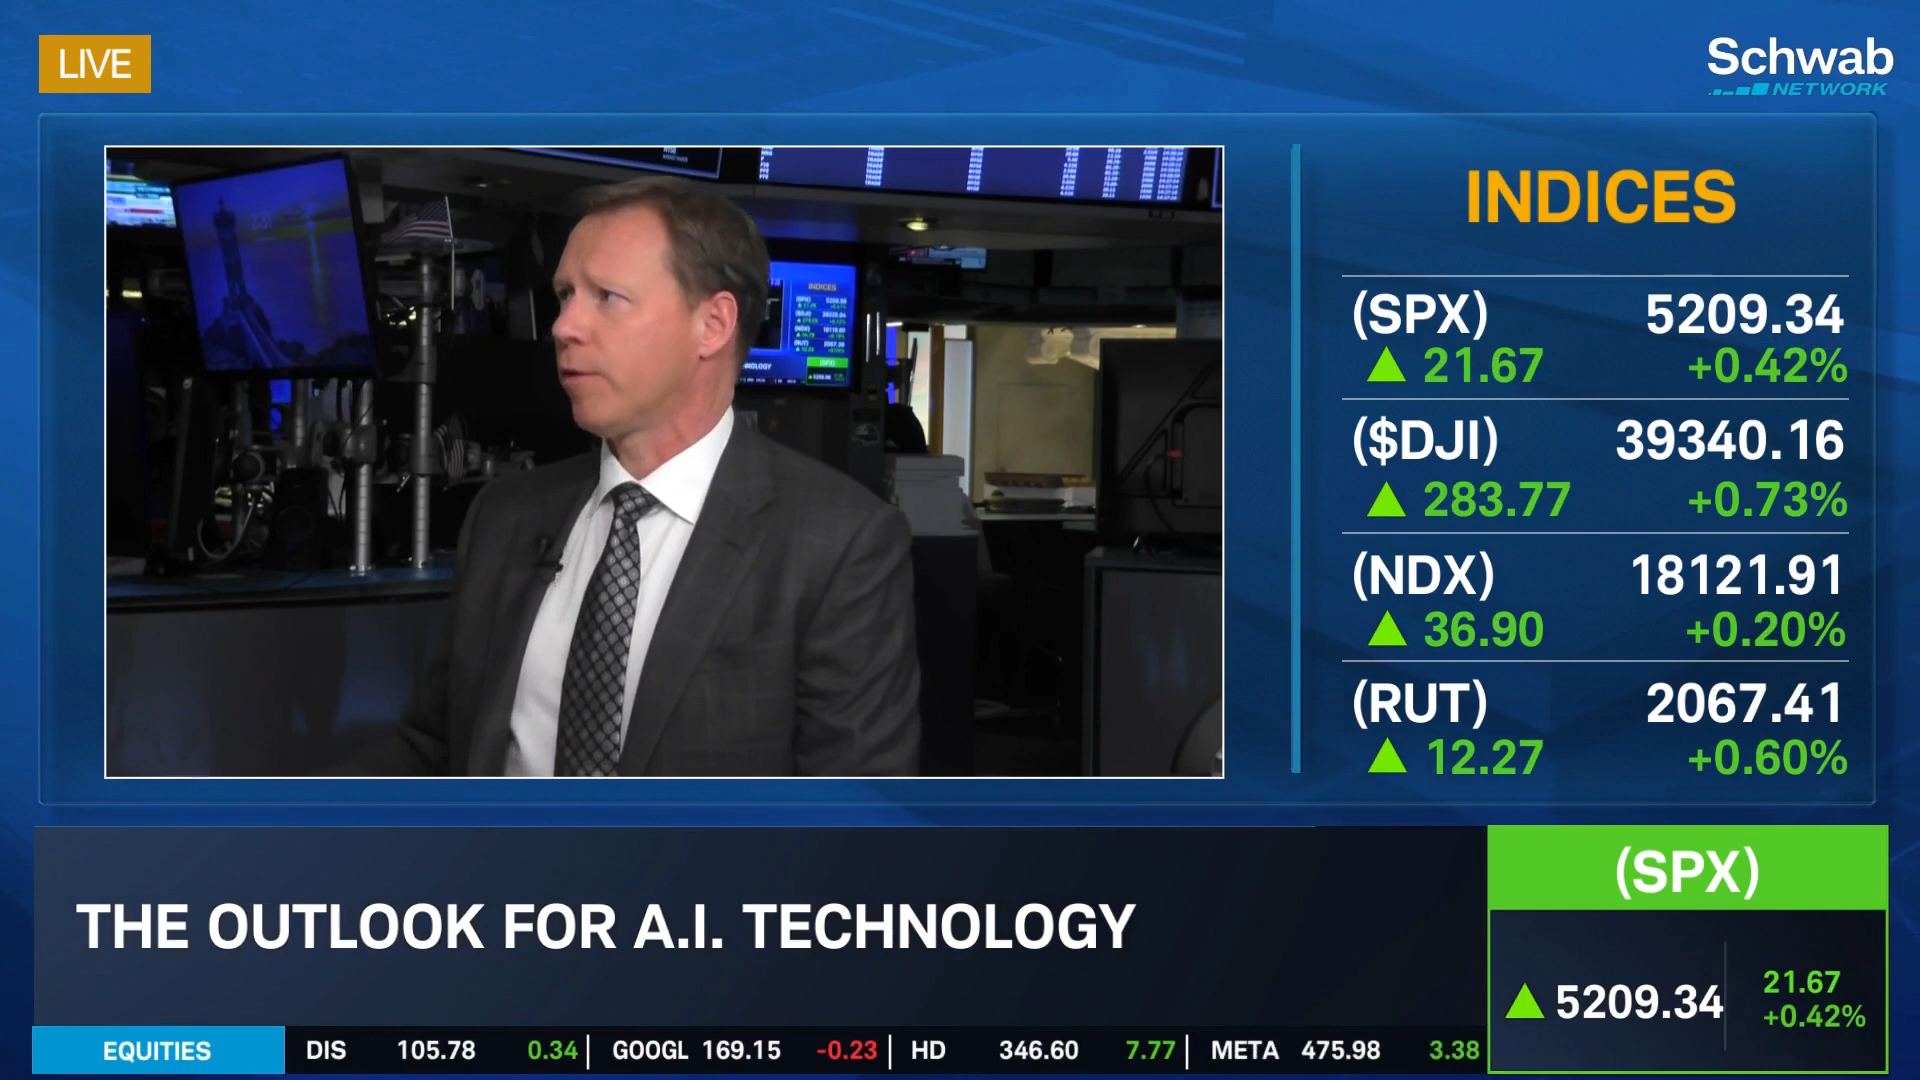 LIVE
Schwab
NETWORK
INDICES
(SPX) 5209.34
▲ 21.67 +0.42%
($DJI) 39340.16
▲ 283.77 +0.73%
(NDX) 18121.91
▲ 36.90 +0.20%
(RUT) 2067.41
▲ 12.27 +0.60%
INDICES
THE OUTLOOK FOR A.I. TECHNOLOGY
(SPX)
▲ 5209.34
21.67
+0.42%
EQUITIES DIS 105.78 0.34 GOOGL 169.15 -0.23 HD 346.60 7.77 META 475.98 3.38